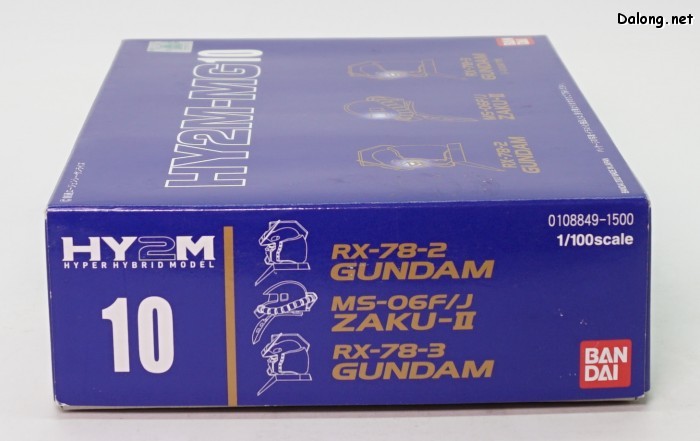 Dalong.net
HY2M-MG10
BANDAI
RX-78-2
GUNDAM
MS-06F/J
ZAKU-II
RX-78-2
GUNDAM
HY2M
HYPER HYBRID MODEL
10
RX-78-2
GUNDAM
MS-06F/J
ZAKU-II
RX-78-3
GUNDAM
0108849-1500
1/100scale
BAN
DAI